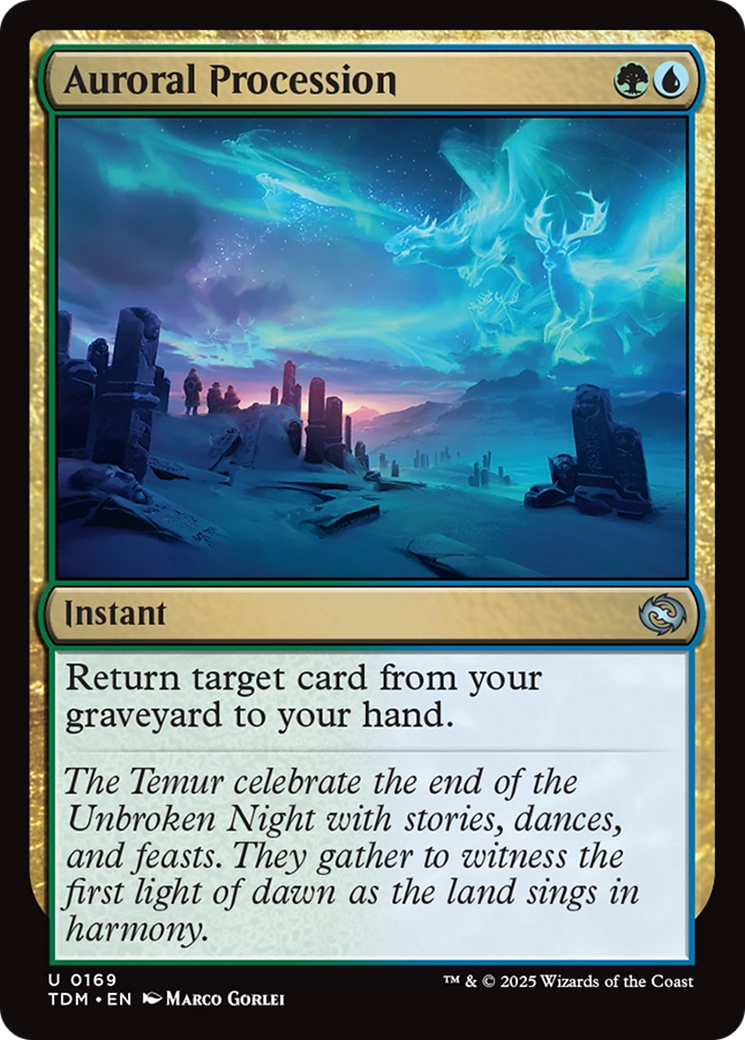 Auroral Procession
Instant
Return target card from your
graveyard to your hand.
The Temur celebrate the end of the
Unbroken Night with stories, dances,
and feasts. They gather to witness the
first light of dawn as the land sings in
harmony.
U 0169
TDM • EN Marco Gorlei
™ & © 2025 Wizards of the Coast